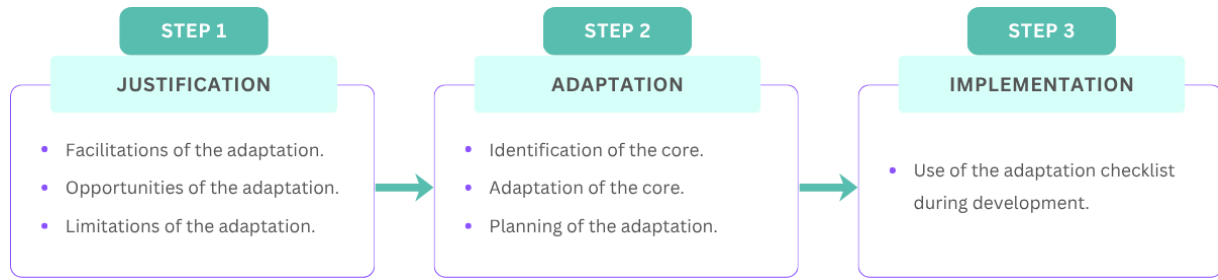 STEP 1
JUSTIFICATION
Facilitations of the adaptation.
Opportunities of the adaptation.
Limitations of the adaptation.
STEP 2
ADAPTATION
Identification of the core.
Adaptation of the core.
Planning of the adaptation.
STEP 3
IMPLEMENTATION
Use of the adaptation checklist
during development.